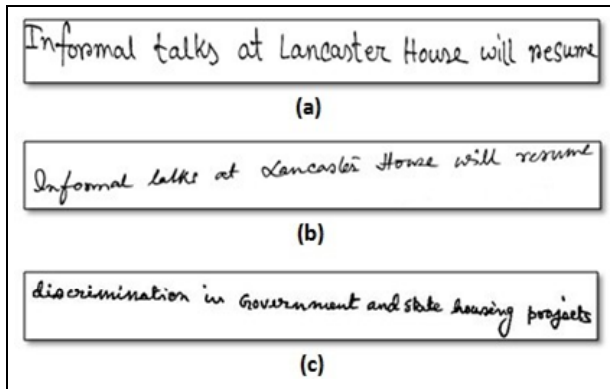 Informal talks at Lancaster House will resume
(a)
Informal talks at Lancaster House will resume
(b)
discrimination in Government and state housing projects
(c)